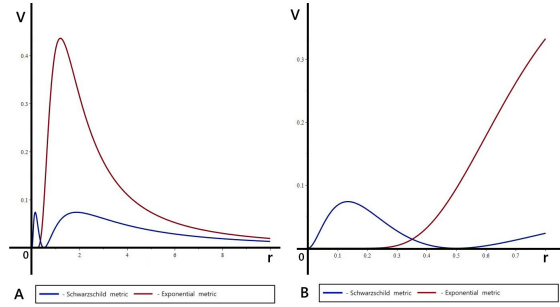 V
0.4
0.3
0.2
0.1
0
2
4
6
8
r
A
- Schwarzschild metric - Exponential metric
V
0.3
0.2
0.1
0
0.1 0.2 0.3 0.4 0.5 0.6 0.7
r
B
- Schwarzschild metric - Exponential metric